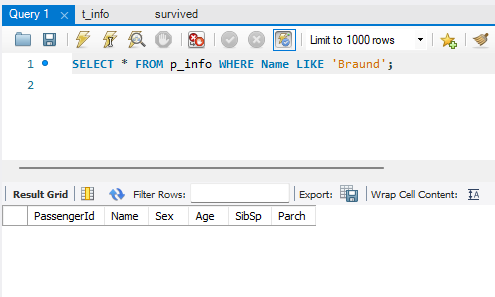 Query 1 t_info survived
Limit to 1000 rows
1 SELECT * FROM p_info WHERE Name LIKE 'Braund';
2
Result Grid Filter Rows: Export: Wrap Cell Content: IA
PassengerId Name Sex Age SibSp Parch